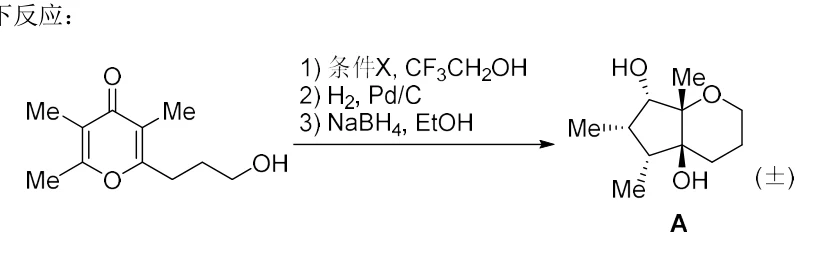 下反应：
1) 条件X, CF3CH2OH
2) H2, Pd/C
3) NaBH4, EtOH
O
Me
Me
Me
O
OH
HO
Me
O
Me
Me
OH
(±)
A